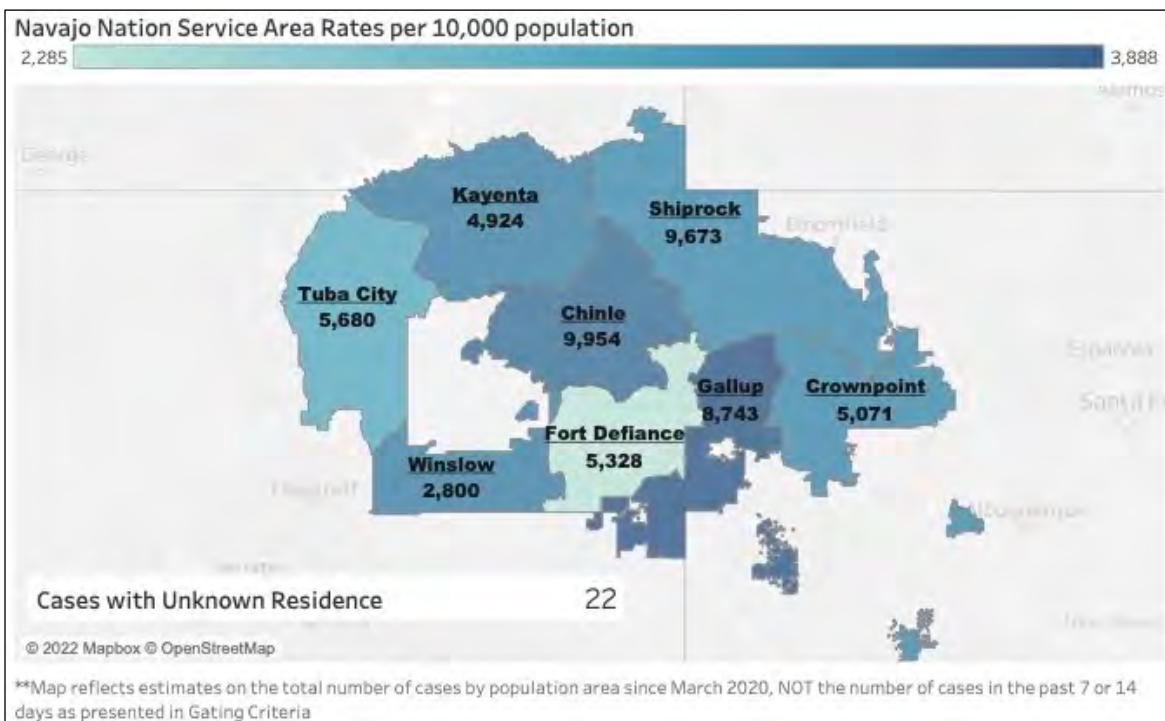 Navajo Nation Service Area Rates per 10,000 population
2,285 3,888
George
Kayenta
4,924
Shiprock
9,673
Tuba City
5,680
Chinle
9,954
Gallup
8,743
Crownpoint
5,071
Fort Defiance
5,328
Winslow
2,800
Albuquerque
Cases with Unknown Residence 22
© 2022 Mapbox © OpenStreetMap
**Map reflects estimates on the total number of cases by population area since March 2020, NOT the number of cases in the past 7 or 14
days as presented in Gating Criteria